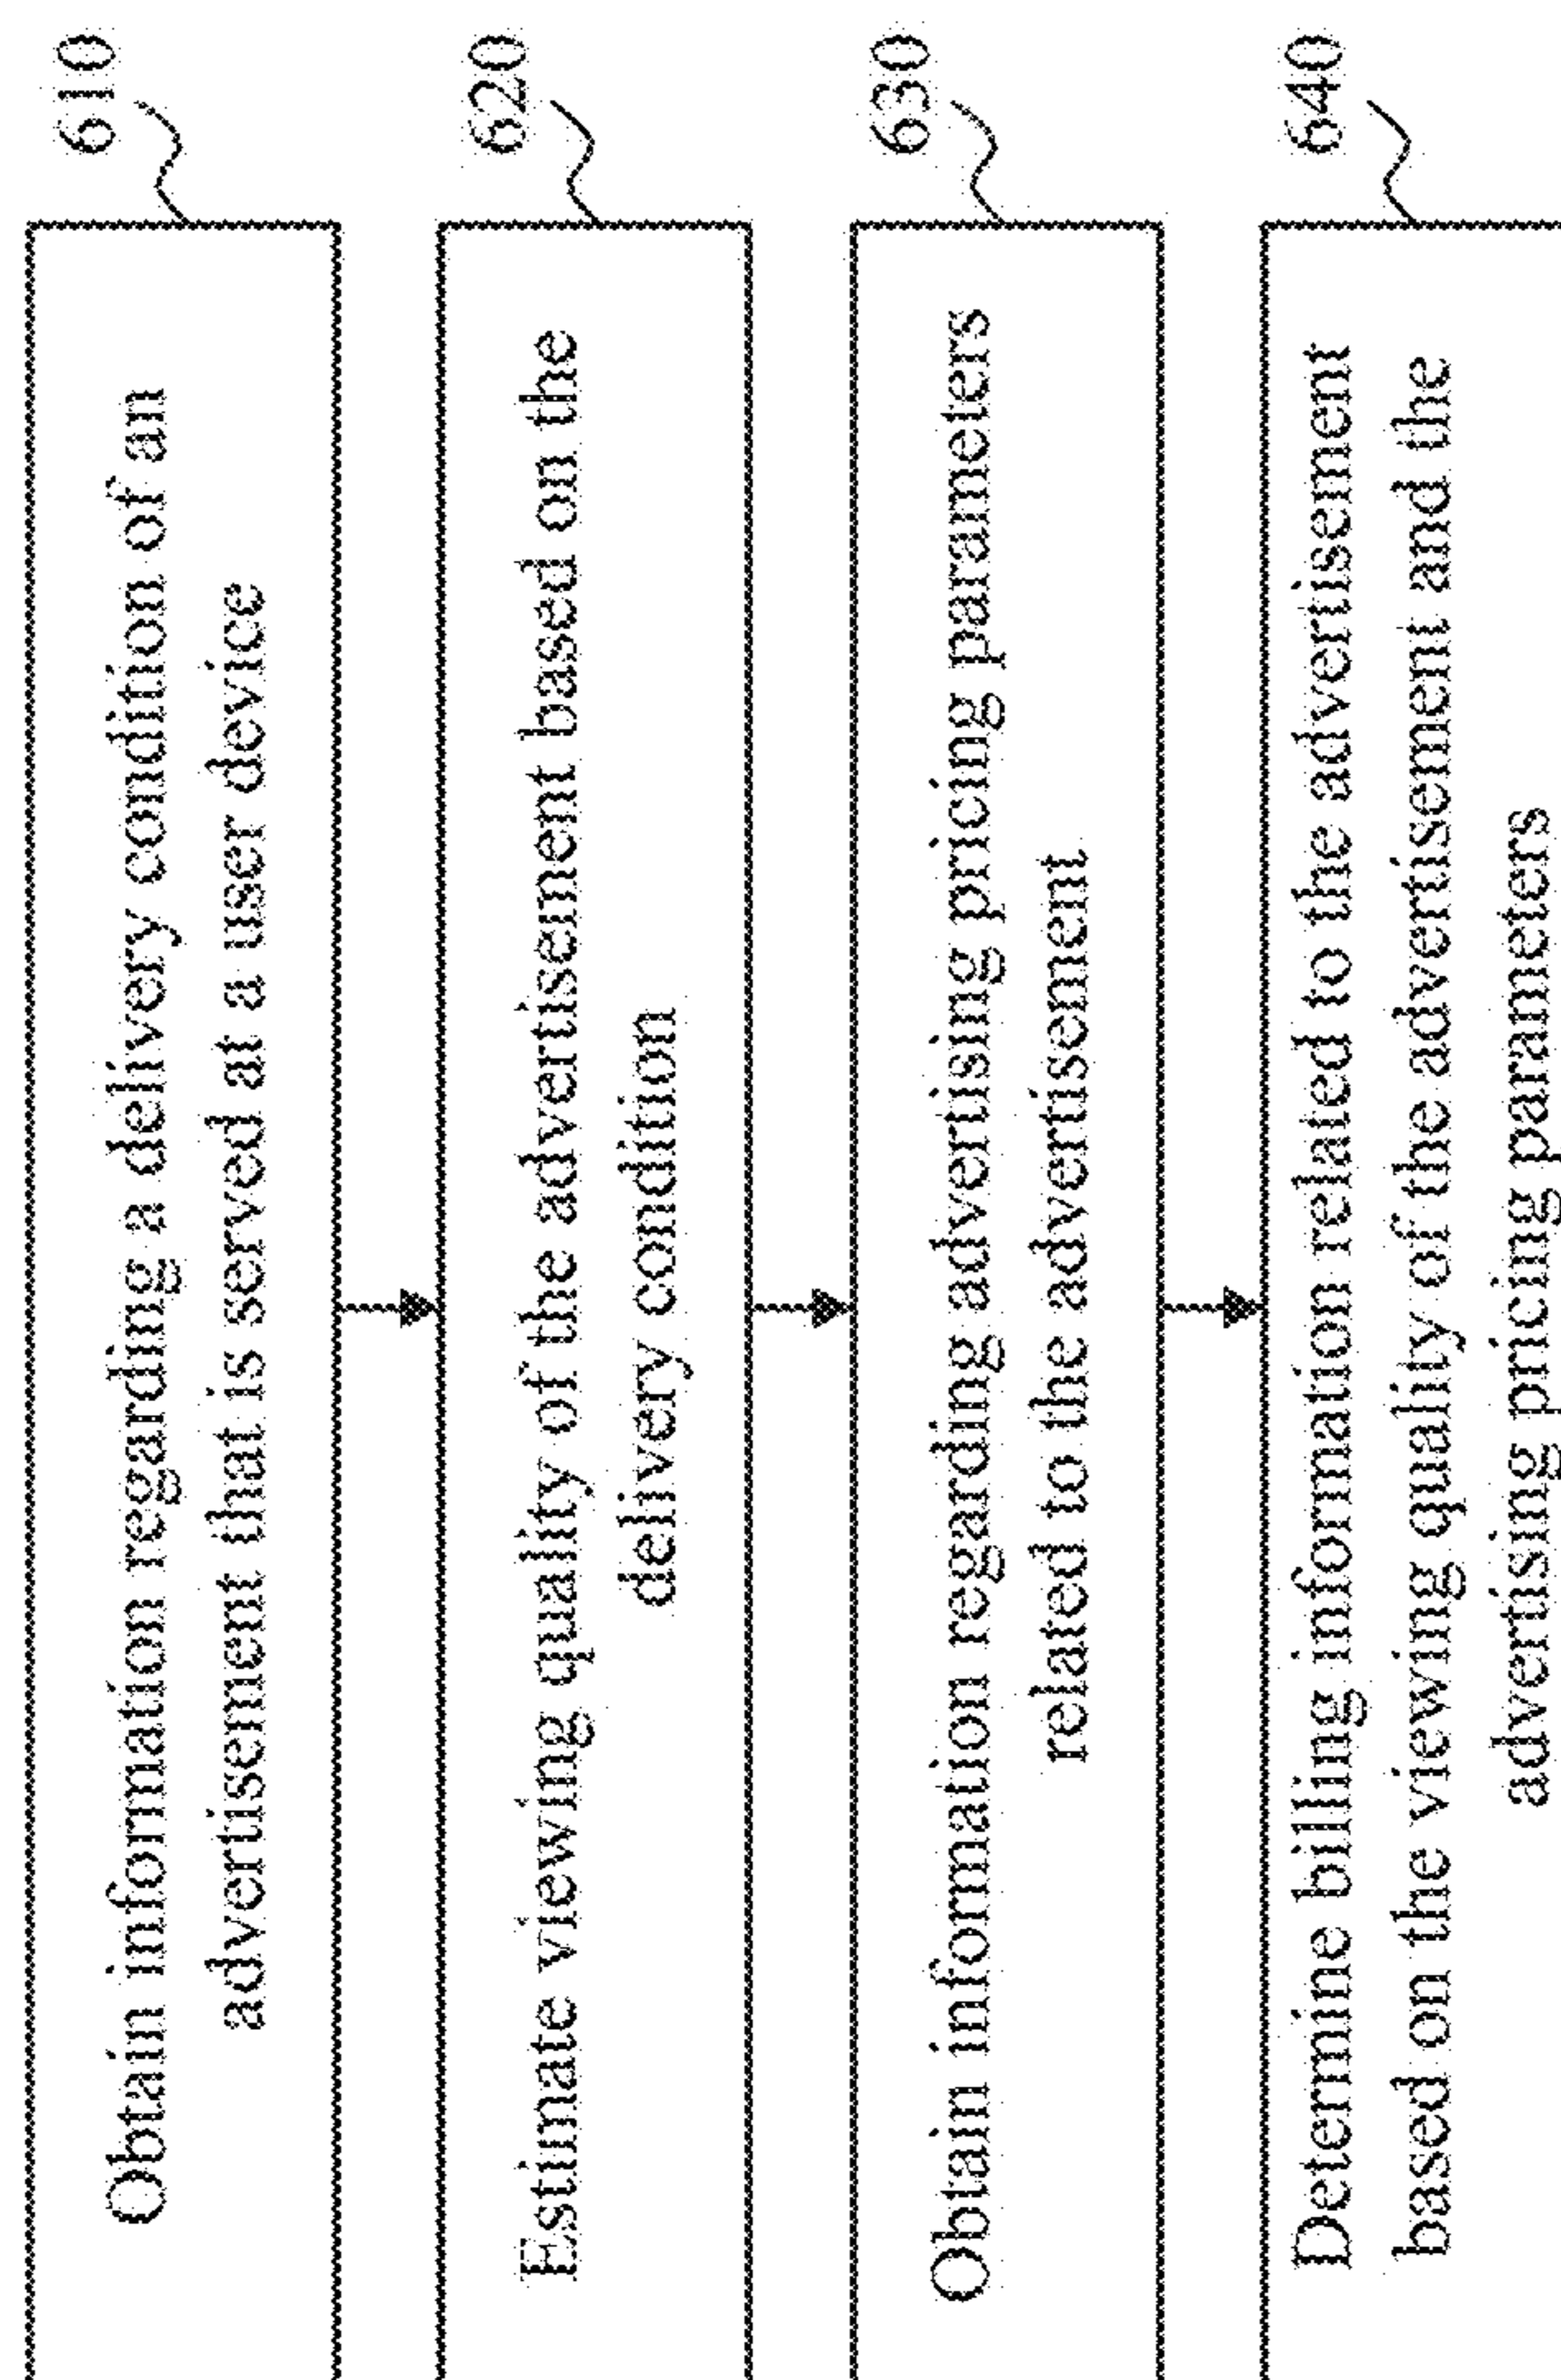 610
Obtain information regarding a delivery condition of an
advertisement that is served at a user device
620
Estimate viewing quality of the advertisement based on the
delivery condition
630
Obtain information regarding advertising pricing parameters
related to the advertisement
640
Determine billing information related to the advertisement
based on the viewing quality of the advertisement and the
advertising pricing parameters